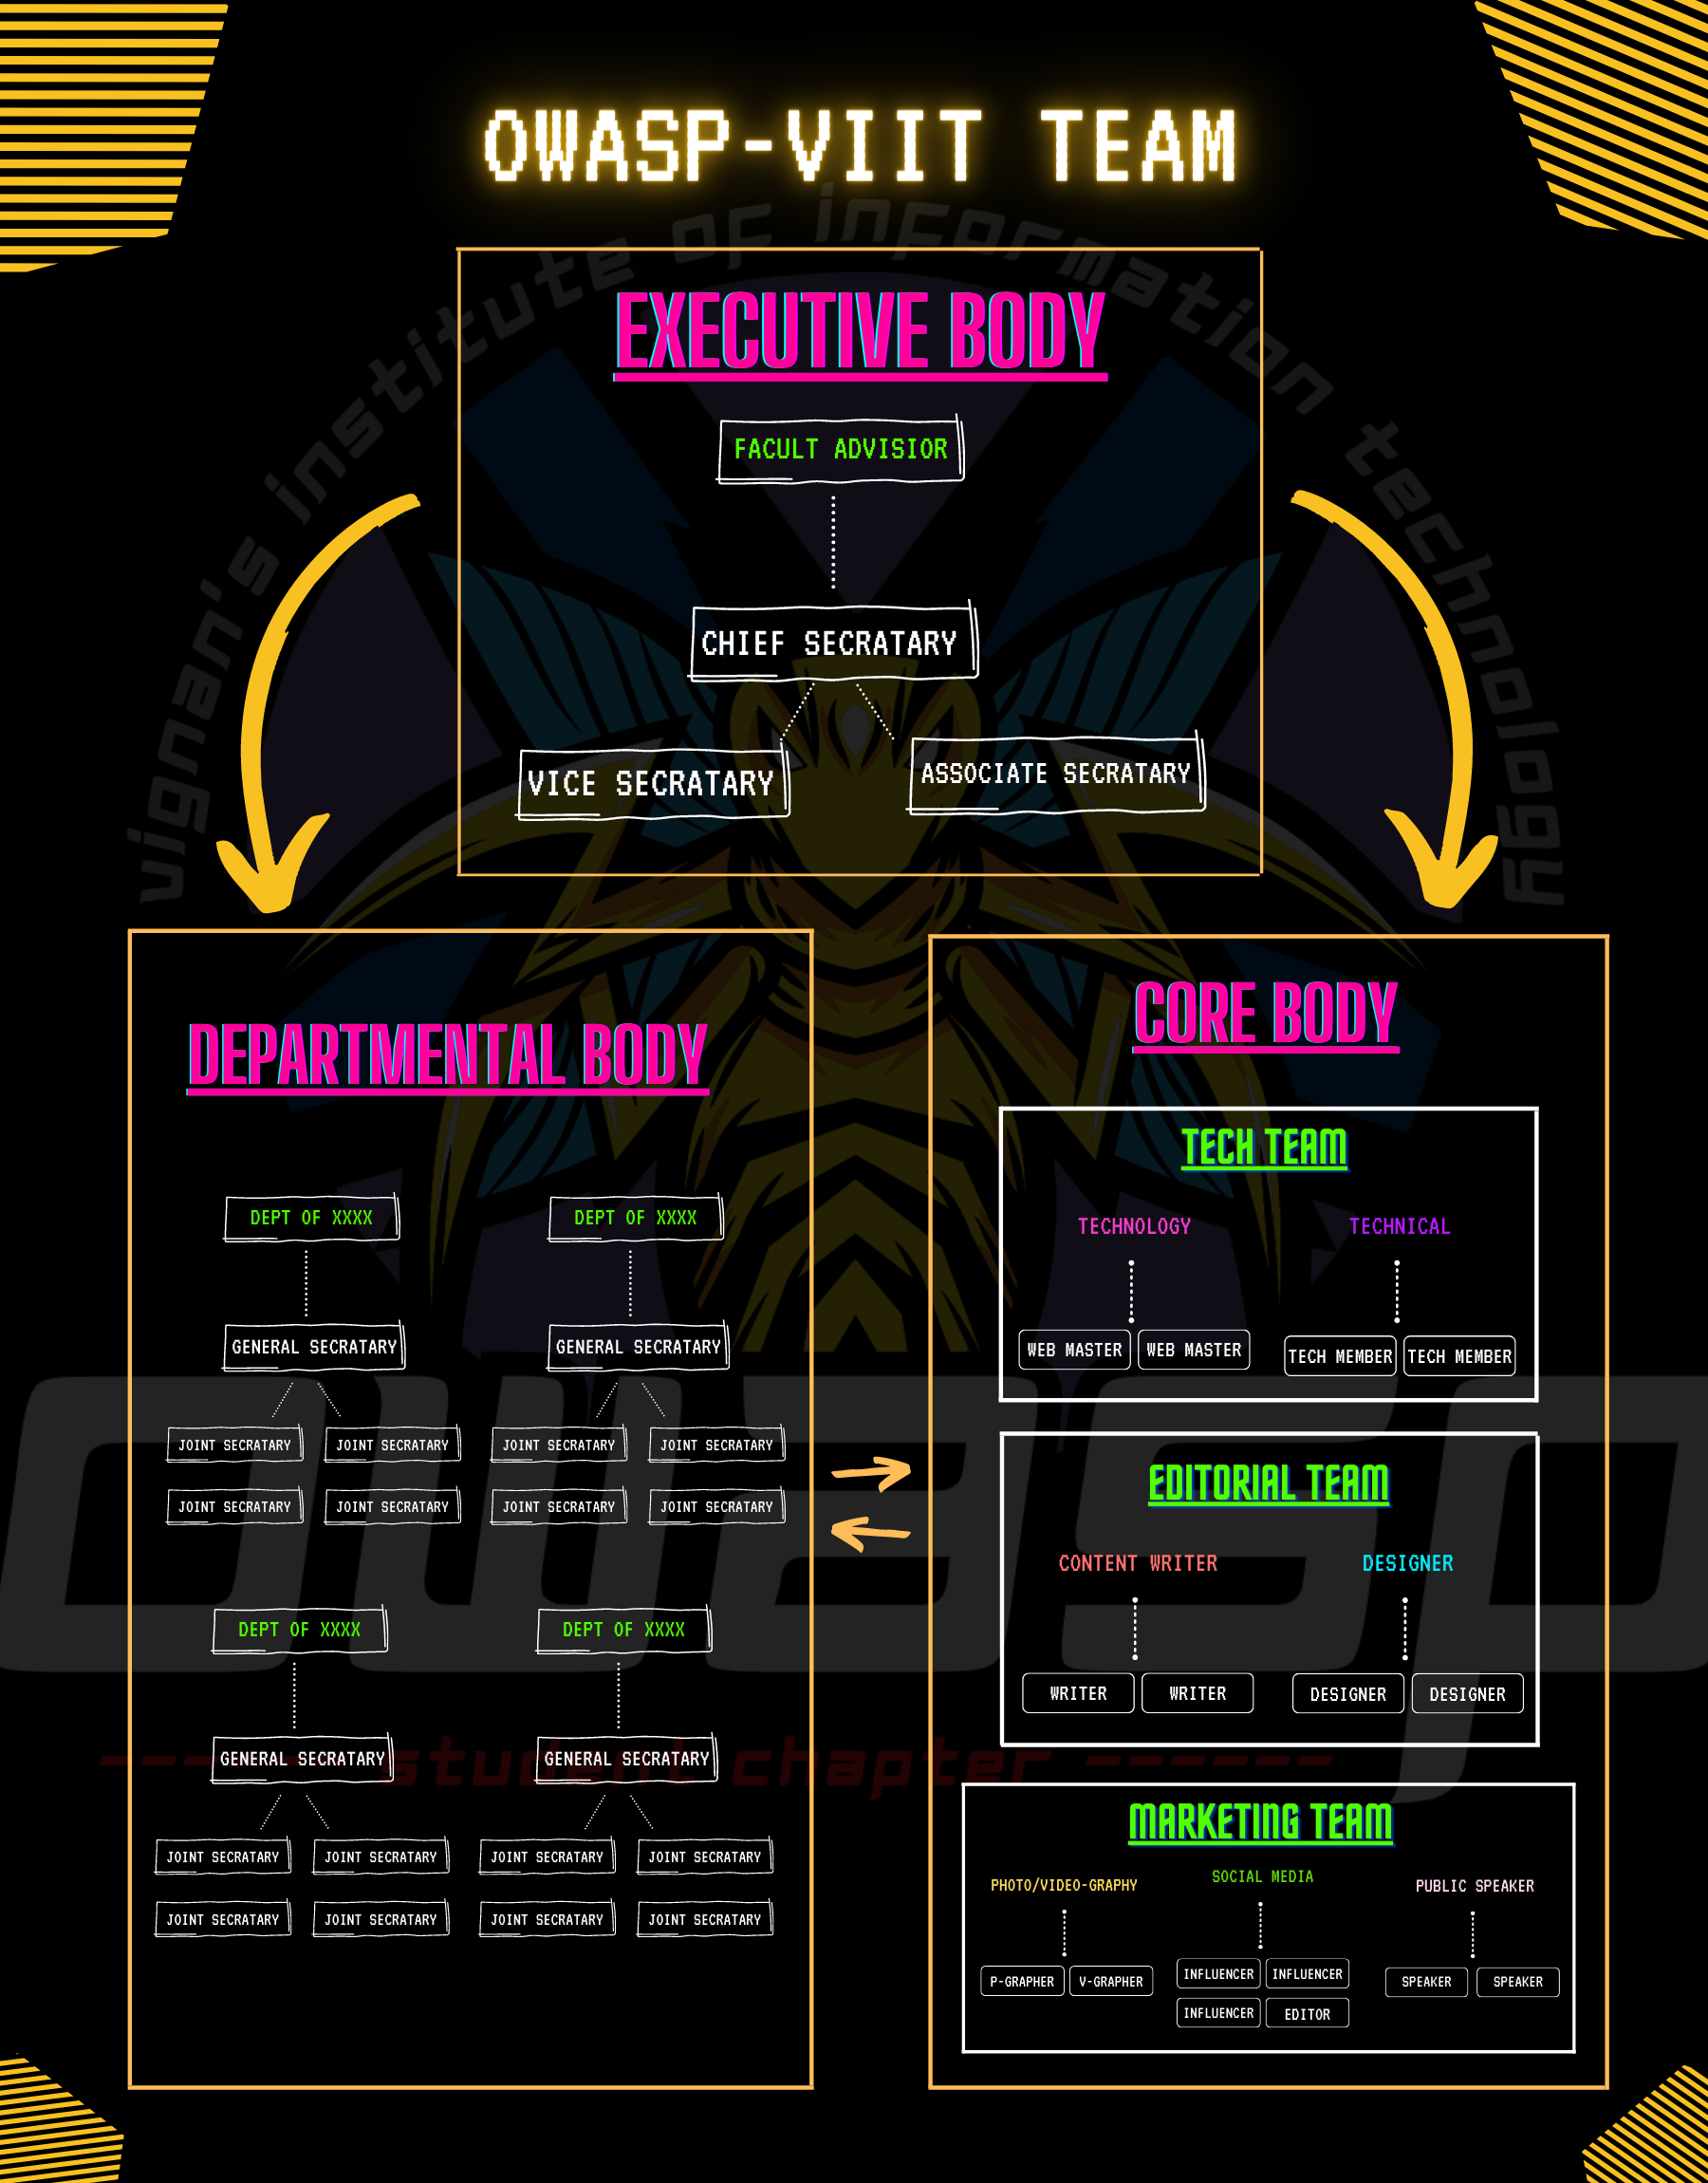 OWASP-VIIT TEAM
vignan's institute of information technology
EXECUTIVE BODY
FACULT ADVISIOR
CHIEF SECRATARY
VICE SECRATARY
ASSOCIATE SECRATARY
DEPARTMENTAL BODY
DEPT OF XXXX
DEPT OF XXXX
GENERAL SECRATARY
GENERAL SECRATARY
JOINT SECRATARY
JOINT SECRATARY
JOINT SECRATARY
JOINT SECRATARY
JOINT SECRATARY
JOINT SECRATARY
JOINT SECRATARY
JOINT SECRATARY
DEPT OF XXXX
DEPT OF XXXX
GENERAL SECRATARY
GENERAL SECRATARY
JOINT SECRATARY
JOINT SECRATARY
JOINT SECRATARY
JOINT SECRATARY
JOINT SECRATARY
JOINT SECRATARY
JOINT SECRATARY
JOINT SECRATARY
CORE BODY
TECH TEAM
TECHNOLOGY
TECHNICAL
WEB MASTER
WEB MASTER
TECH MEMBER
TECH MEMBER
EDITORIAL TEAM
CONTENT WRITER
DESIGNER
WRITER
WRITER
DESIGNER
DESIGNER
MARKETING TEAM
PHOTO/VIDEO-GRAPHY
SOCIAL MEDIA
PUBLIC SPEAKER
P-GRAPHER
V-GRAPHER
INFLUENCER
INFLUENCER
INFLUENCER
EDITOR
SPEAKER
SPEAKER
owasp
------ student chapter ------